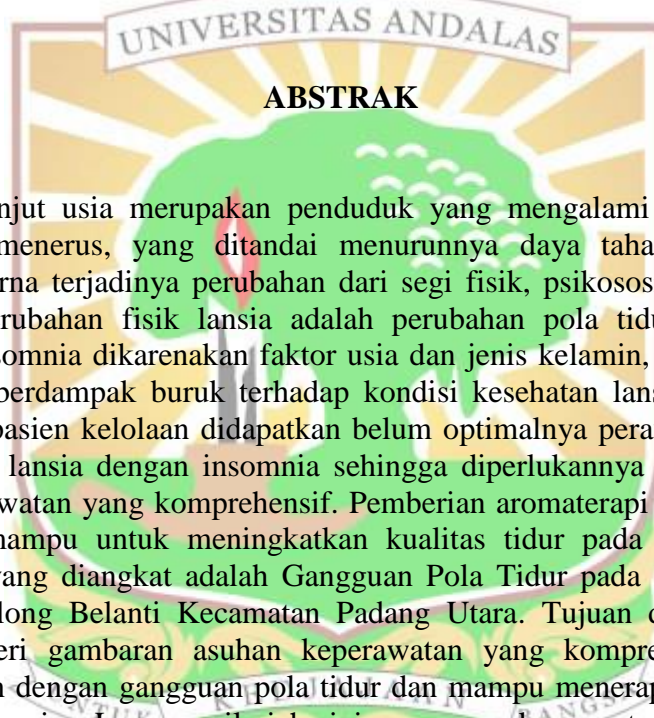 UNIVERSITAS ANDALAS
ABSTRAK
njut usia merupakan penduduk yang mengalami
menerus, yang ditandai menurunnya daya taha
rna terjadinya perubahan dari segi fisik, psikosos
rubahan fisik lansia adalah perubahan pola tidu
somnia dikarenakan faktor usia dan jenis kelamin,
berdampak buruk terhadap kondisi kesehatan lans
pasien kelolaan didapatkan belum optimalnya pera
lansia dengan insomnia sehingga diperlukannya
watan yang komprehensif. Pemberian aromaterapi
mampu untuk meningkatkan kualitas tidur pada
yang diangkat adalah Gangguan Pola Tidur pada
long Belanti Kecamatan Padang Utara. Tujuan d
eri gambaran asuhan keperawatan yang kompre
dengan gangguan pola tidur dan mampu menerap